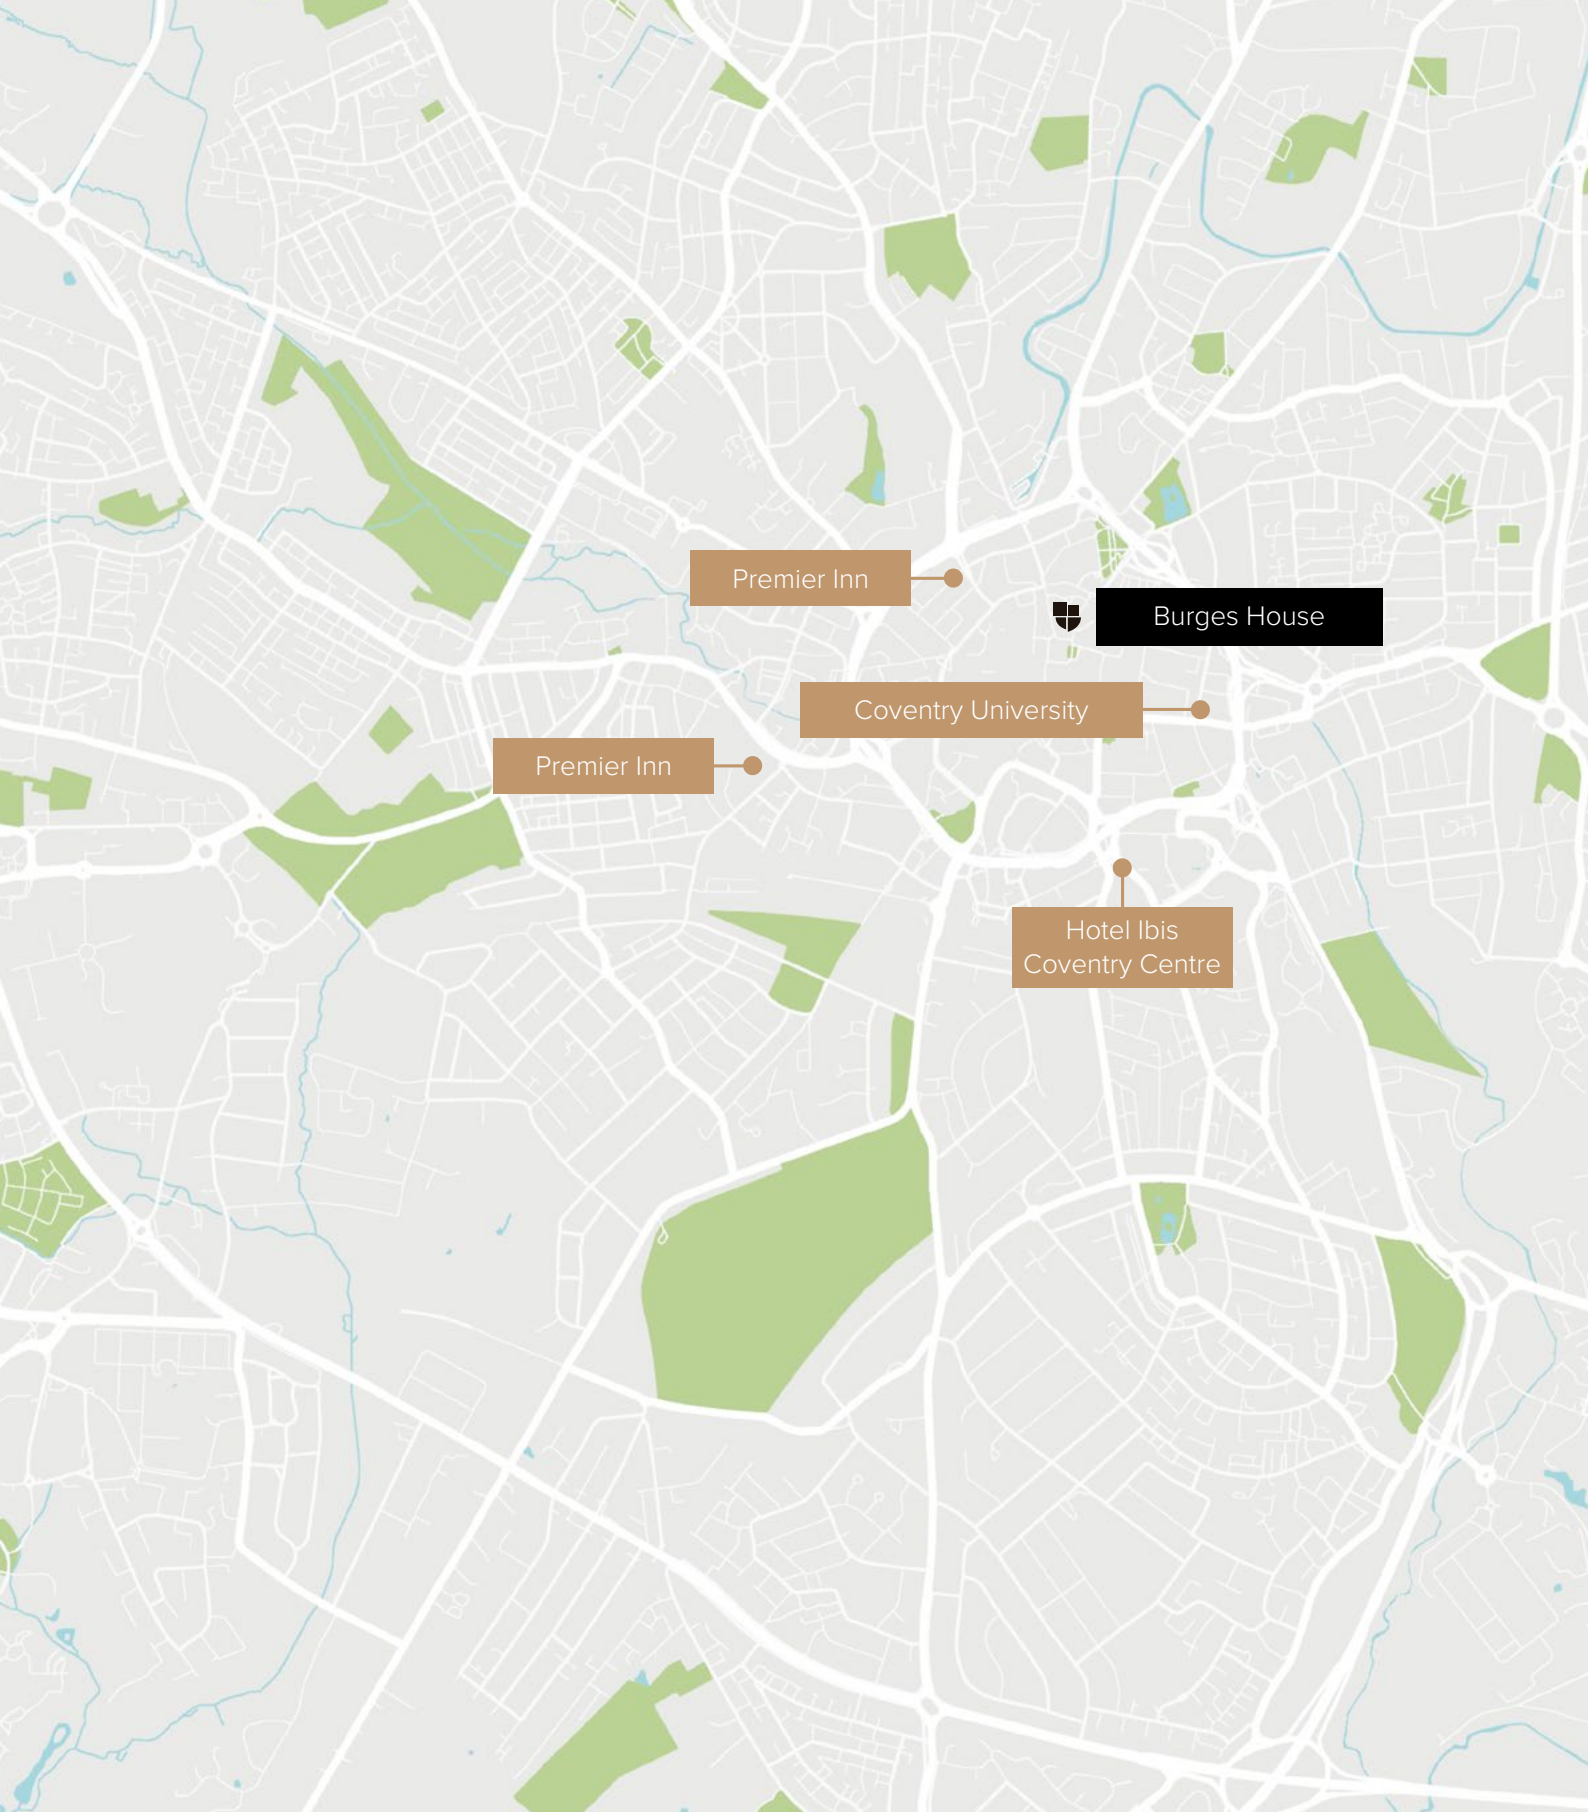 Premier Inn
Burges House
Coventry University
Premier Inn
Hotel Ibis
Coventry Centre